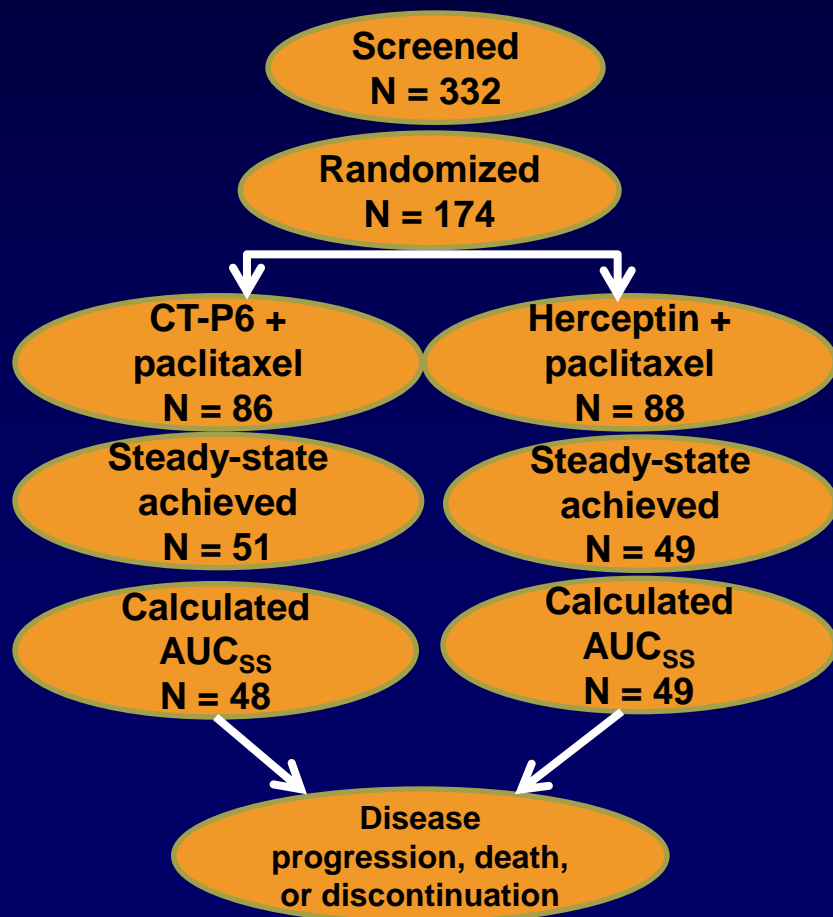 Screened
N = 332
Randomized
N = 174
CT-P6 +
paclitaxel
N = 86
Herceptin +
paclitaxel
N = 88
Steady-state
achieved
N = 51
Steady-state
achieved
N = 49
Calculated
AUCSS
N = 48
Calculated
AUCSS
N = 49
Disease
progression, death,
or discontinuation